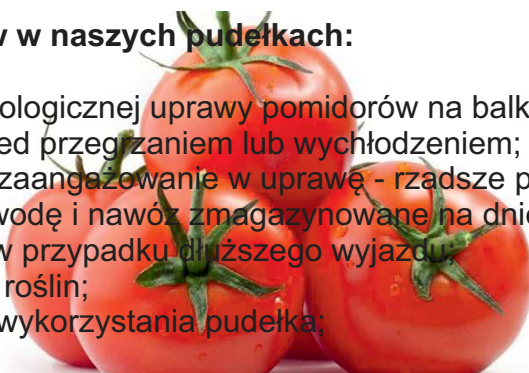 w naszych pudełkach:
ologicznej uprawy pomidorów na balk
ed przegrzaniem lub wychłodzeniem;
zaangażowanie w uprawę - rzadsze p
wodę i nawóz zmagazynowane na dnie
w przypadku dłuższego wyjazdu;
roślin;
wykorzystania pudełka;